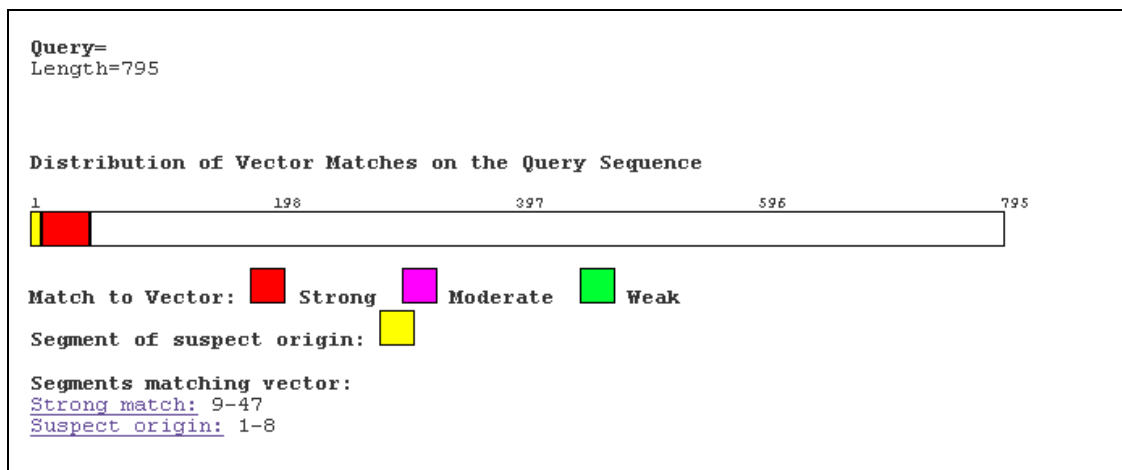 Query=
Length=795
Distribution of Vector Matches on the Query Sequence
1 198 397 596 795
Match to Vector: Strong Moderate Weak
Segment of suspect origin:
Segments matching vector:
Strong match: 9-47
Suspect origin: 1-8